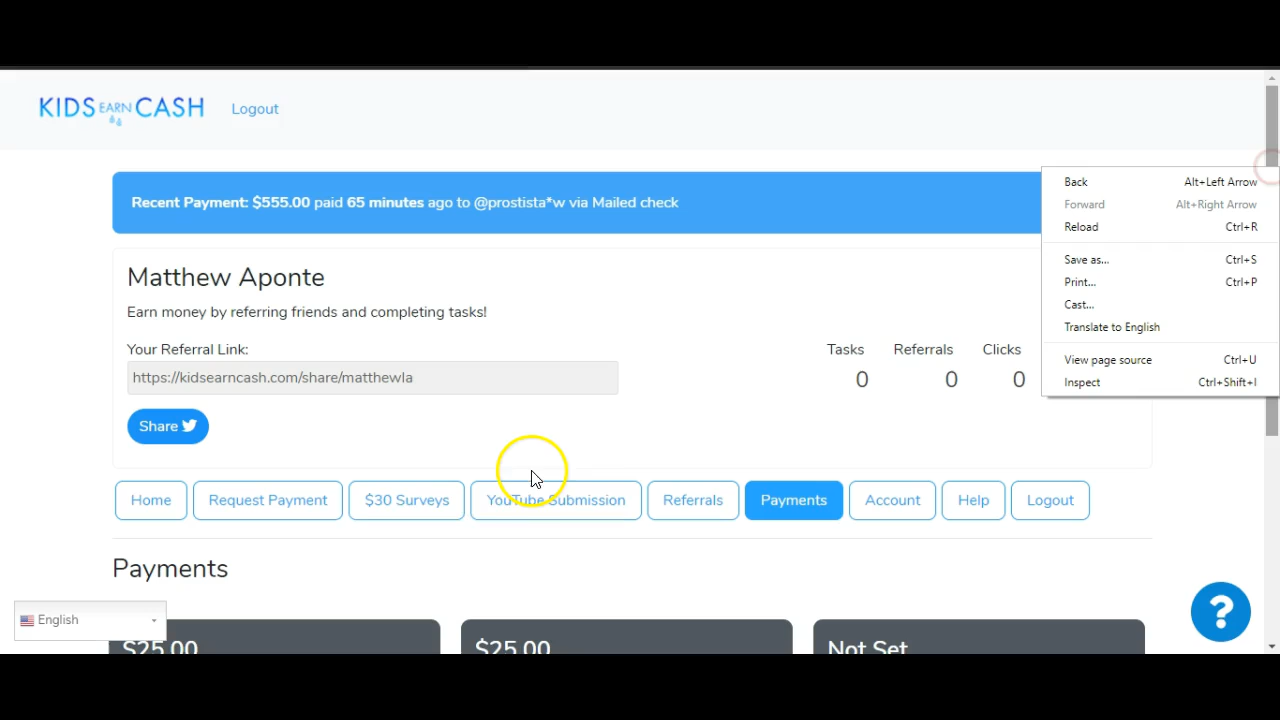 KIDS EARN CASH
Logout
Recent Payment: $555.00 paid 65 minutes ago to @prostista*w via Mailed check
Matthew Aponte
Earn money by referring friends and completing tasks!
Your Referral Link:
https://kidsearncash.com/share/matthewla
Share
Tasks Referrals Clicks
0 0 0
Back Alt+Left Arrow
Forward Alt+Right Arrow
Reload Ctrl+R
Save as... Ctrl+S
Print... Ctrl+P
Cast...
Translate to English
View page source Ctrl+U
Inspect Ctrl+Shift+I
Home Request Payment $30 Surveys YouTube Submission Referrals Payments Account Help Logout
Payments
English
$25.00 $25.00 Not Set
?